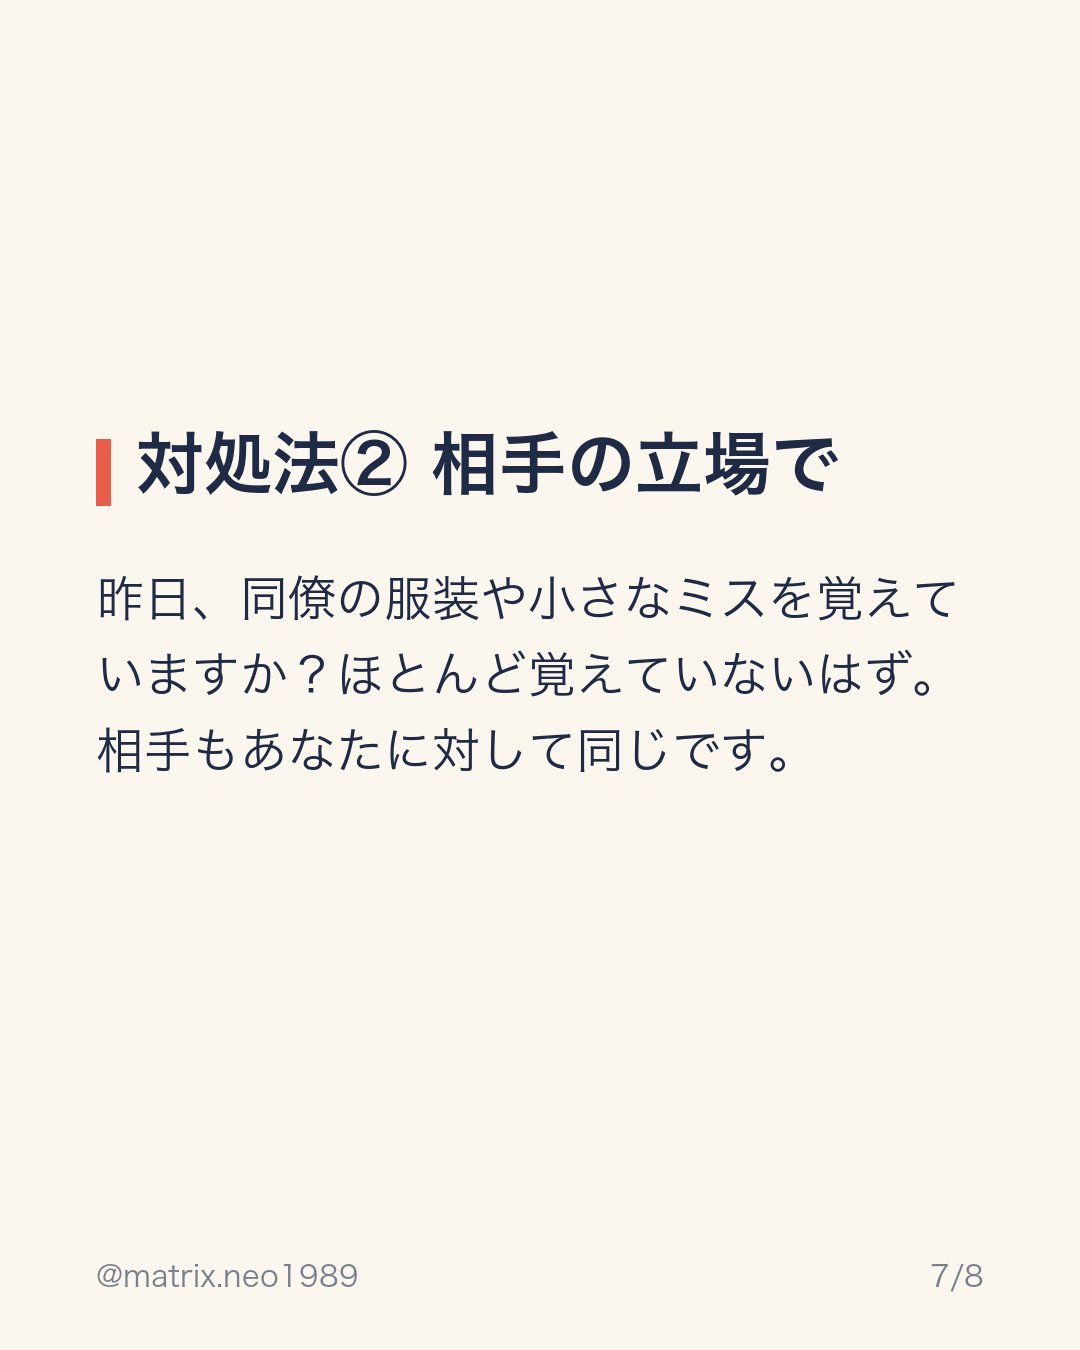 対処法② 相手の立場で
昨日、同僚の服装や小さなミスを覚えて
いますか？ほとんど覚えていないはず。
相手もあなたに対して同じです。
@matrix.neo1989
7/8